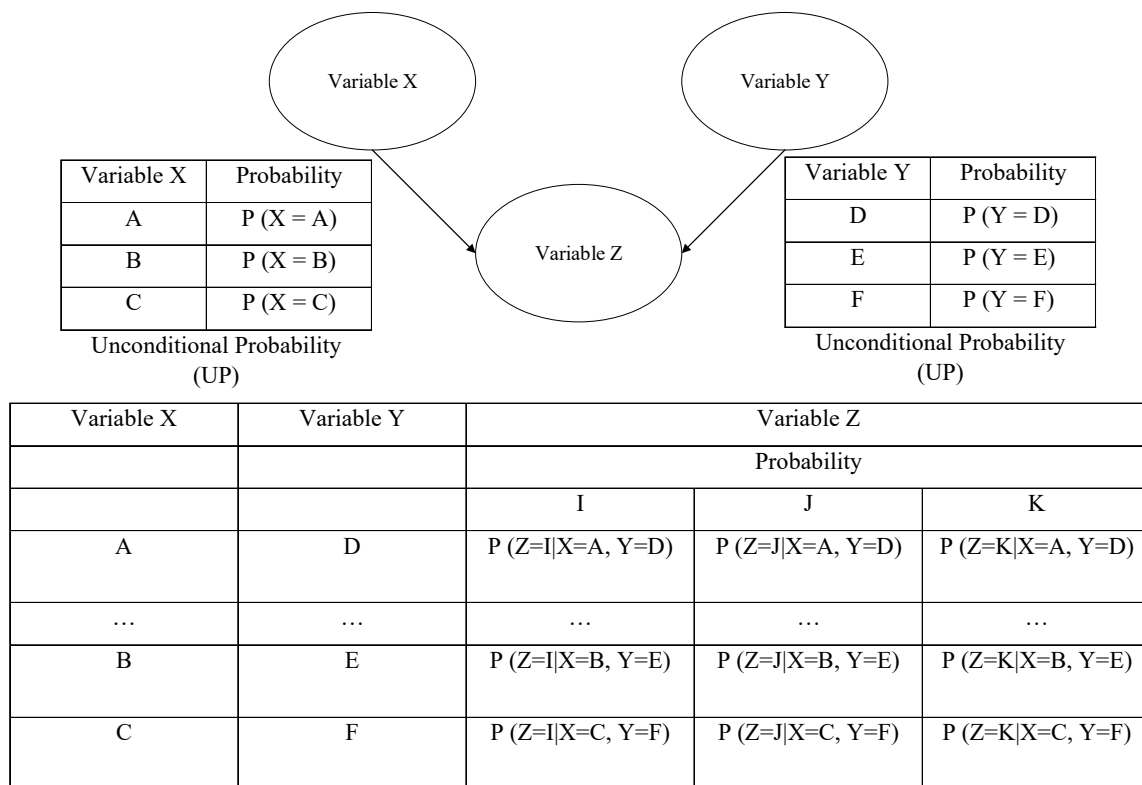 Variable X
Variable Y
Variable Z
Variable X Probability
A P (X = A)
B P (X = B)
C P (X = C)
Unconditional Probability
(UP)
Variable Y Probability
D P (Y = D)
E P (Y = E)
F P (Y = F)
Unconditional Probability
(UP)
Variable X Variable Y Variable Z
Probability
I J K
A D P (Z=I|X=A, Y=D) P (Z=J|X=A, Y=D) P (Z=K|X=A, Y=D)
… … … … …
B E P (Z=I|X=B, Y=E) P (Z=J|X=B, Y=E) P (Z=K|X=B, Y=E)
C F P (Z=I|X=C, Y=F) P (Z=J|X=C, Y=F) P (Z=K|X=C, Y=F)